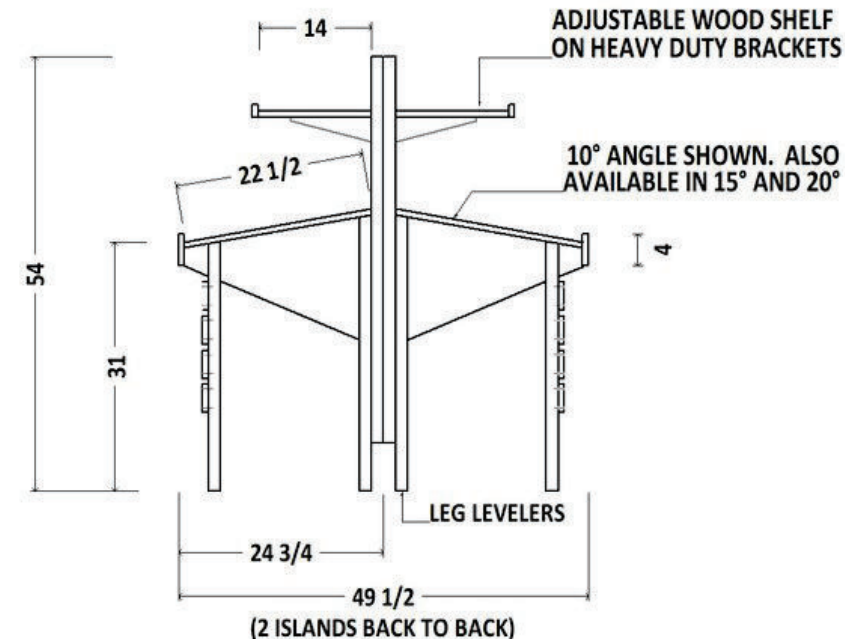 14
ADJUSTABLE WOOD SHELF
ON HEAVY DUTY BRACKETS
22 1/2
10° ANGLE SHOWN. ALSO
AVAILABLE IN 15° AND 20°
54
31
4
LEG LEVELERS
24 3/4
49 1/2
(2 ISLANDS BACK TO BACK)